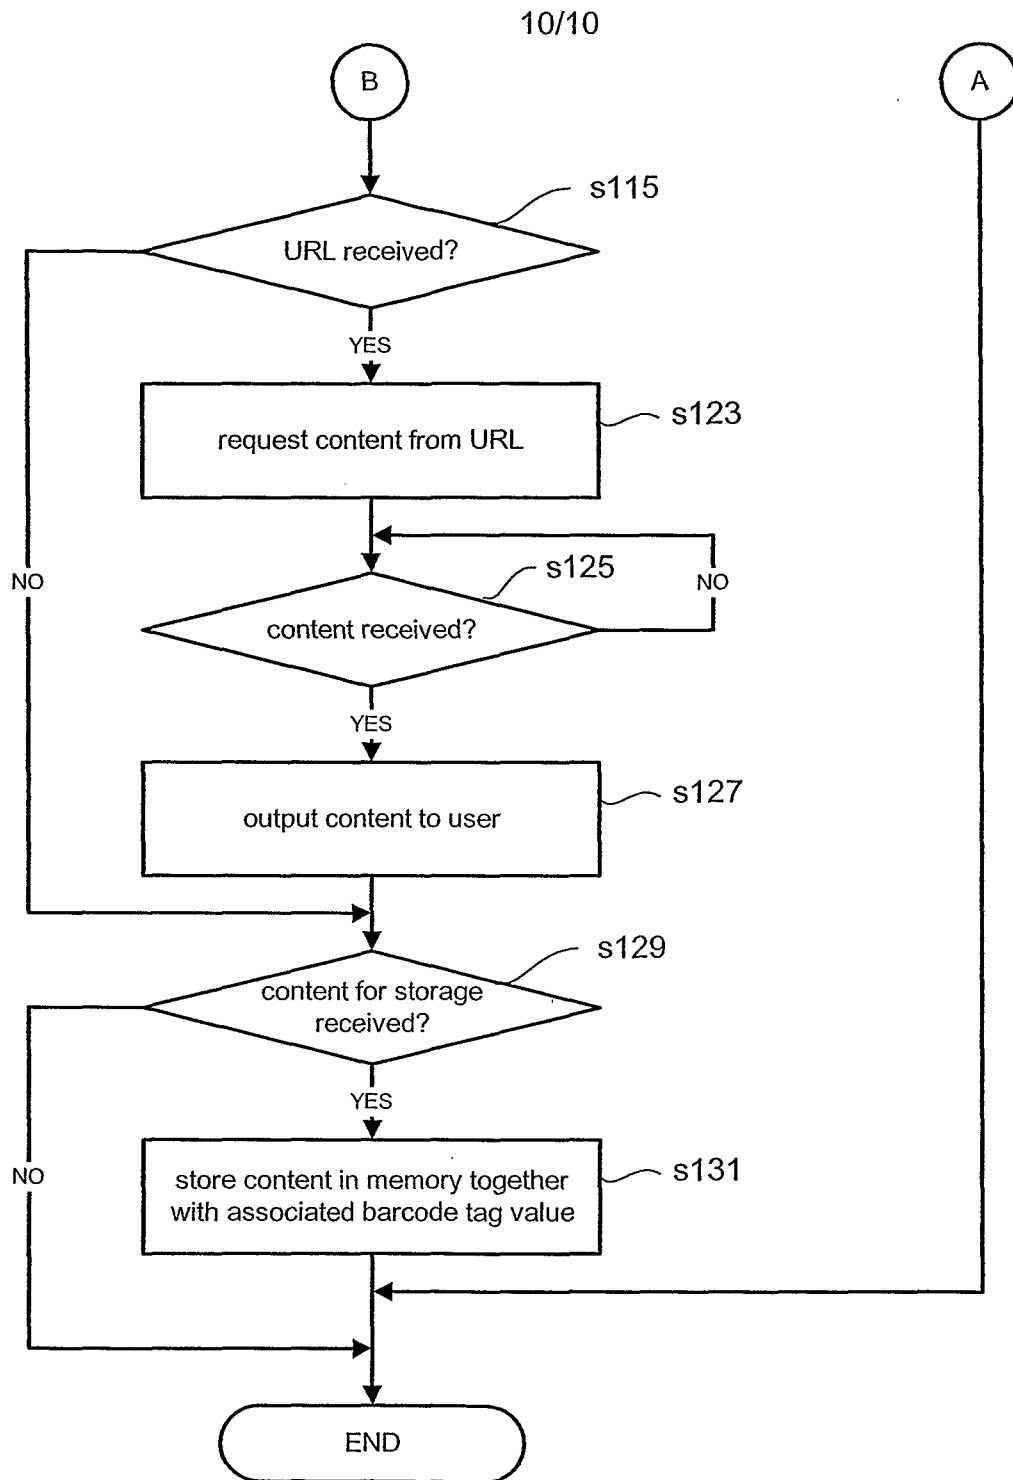 10/10
B
A
s115
URL received?
YES
s123
request content from URL
s125
NO
NO
content received?
YES
s127
output content to user
s129
content for storage
received?
YES
s131
NO
store content in memory together
with associated barcode tag value
END